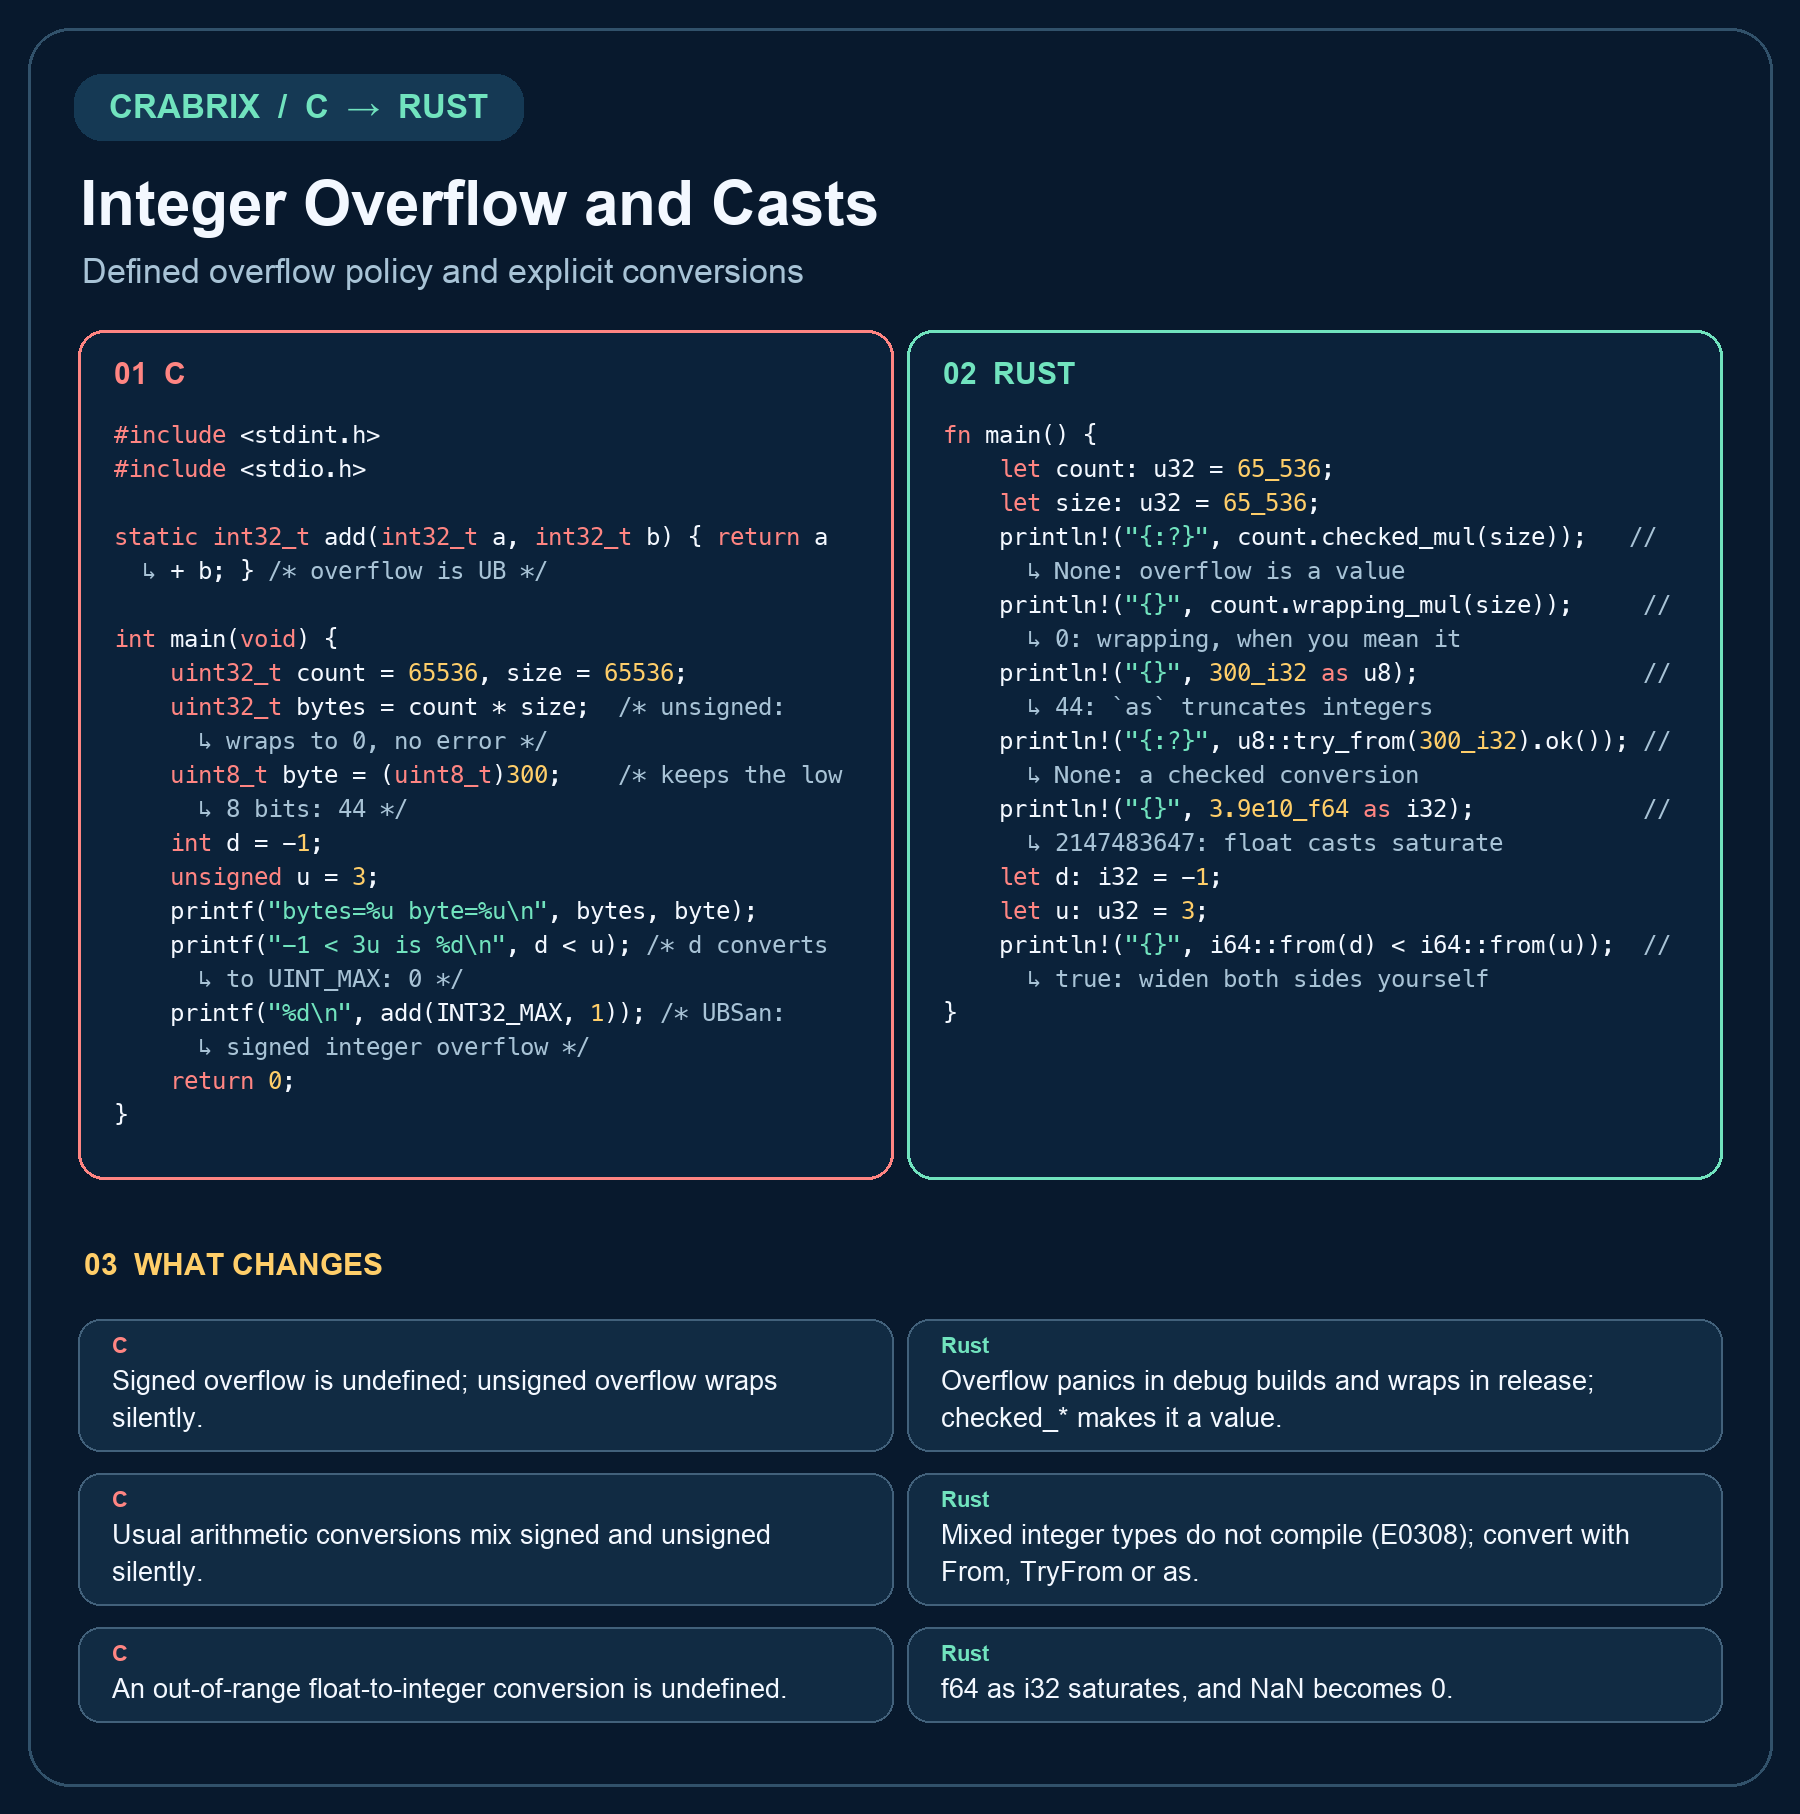 CRABRIX / C → RUST
Integer Overflow and Casts
Defined overflow policy and explicit conversions
01 C
#include <stdint.h>
#include <stdio.h>
static int32_t add(int32_t a, int32_t b) { return a
↳ + b; } /* overflow is UB */
int main(void) {
    uint32_t count = 65536, size = 65536;
    uint32_t bytes = count * size;  /* unsigned:
      ↳ wraps to 0, no error */
    uint8_t byte = (uint8_t)300;    /* keeps the low
      ↳ 8 bits: 44 */
    int d = −1;
    unsigned u = 3;
    printf("bytes=%u byte=%u\n", bytes, byte);
    printf("−1 < 3u is %d\n", d < u); /* d converts
      ↳ to UINT_MAX: 0 */
    printf("%d\n", add(INT32_MAX, 1)); /* UBSan:
      ↳ signed integer overflow */
    return 0;
}
02 RUST
fn main() {
    let count: u32 = 65_536;
    let size: u32 = 65_536;
    println!("{:?}", count.checked_mul(size));   //
      ↳ None: overflow is a value
    println!("{}", count.wrapping_mul(size));     //
      ↳ 0: wrapping, when you mean it
    println!("{}", 300_i32 as u8);                //
      ↳ 44: `as` truncates integers
    println!("{:?}", u8::try_from(300_i32).ok()); //
      ↳ None: a checked conversion
    println!("{}", 3.9e10_f64 as i32);            //
      ↳ 2147483647: float casts saturate
    let d: i32 = −1;
    let u: u32 = 3;
    println!("{}", i64::from(d) < i64::from(u));  //
      ↳ true: widen both sides yourself
}
03 WHAT CHANGES
C
Signed overflow is undefined; unsigned overflow wraps
silently.
Rust
Overflow panics in debug builds and wraps in release;
checked_* makes it a value.
C
Usual arithmetic conversions mix signed and unsigned
silently.
Rust
Mixed integer types do not compile (E0308); convert with
From, TryFrom or as.
C
An out-of-range float-to-integer conversion is undefined.
Rust
f64 as i32 saturates, and NaN becomes 0.